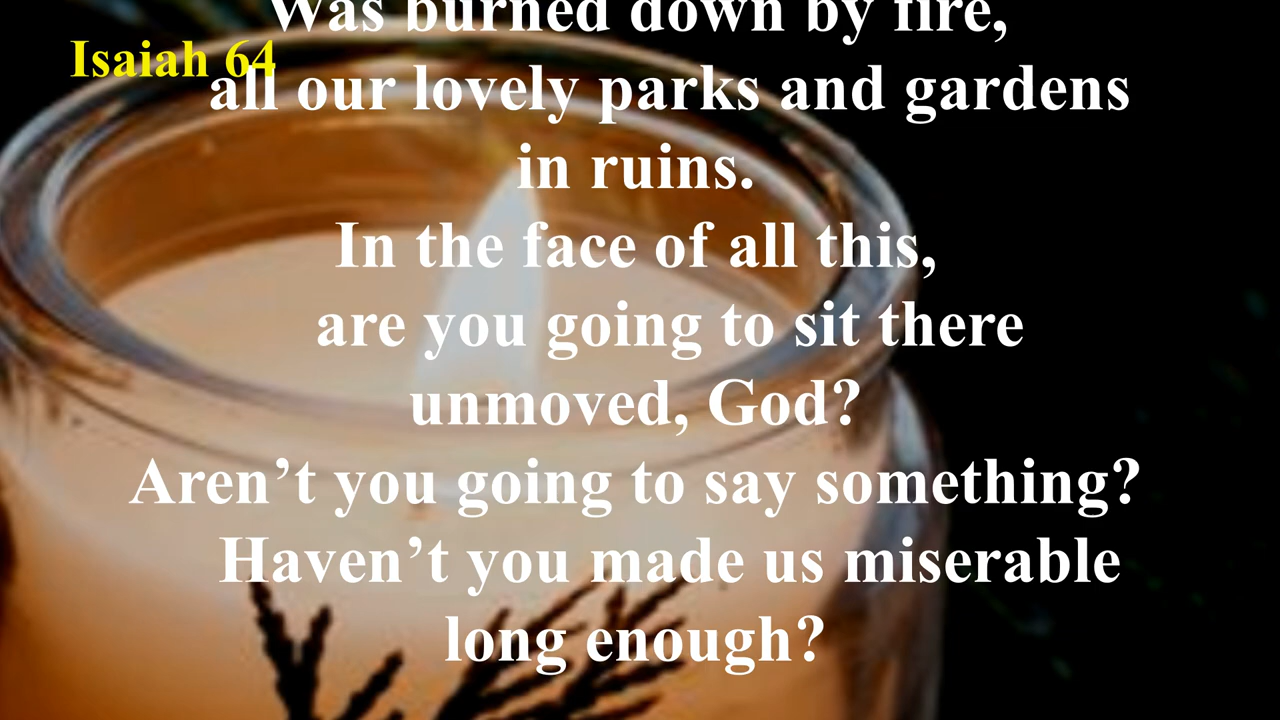 Was burned down by fire,
Isaiah 64
all our lovely parks and gardens
in ruins.
In the face of all this,
are you going to sit there
unmoved, God?
Aren’t you going to say something?
Haven’t you made us miserable
long enough?